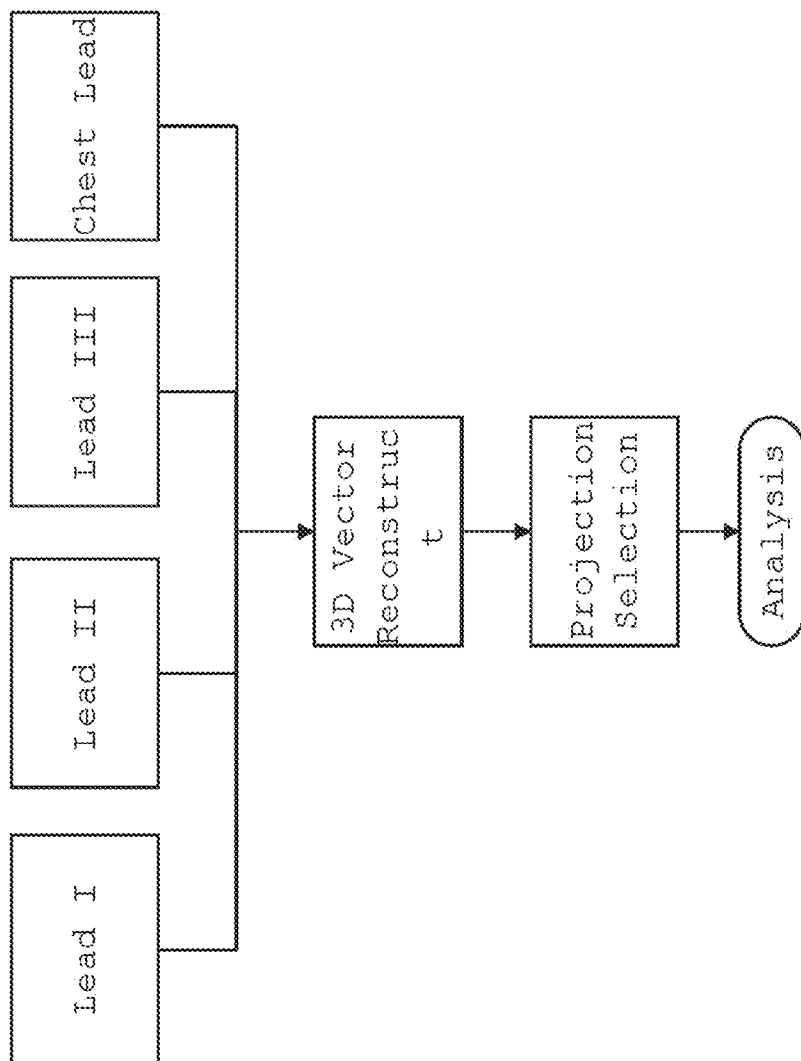 Lead I
Lead II
Lead III
Chest Lead
3D Vector
Reconstruc
t
Projection
Selection
Analysis